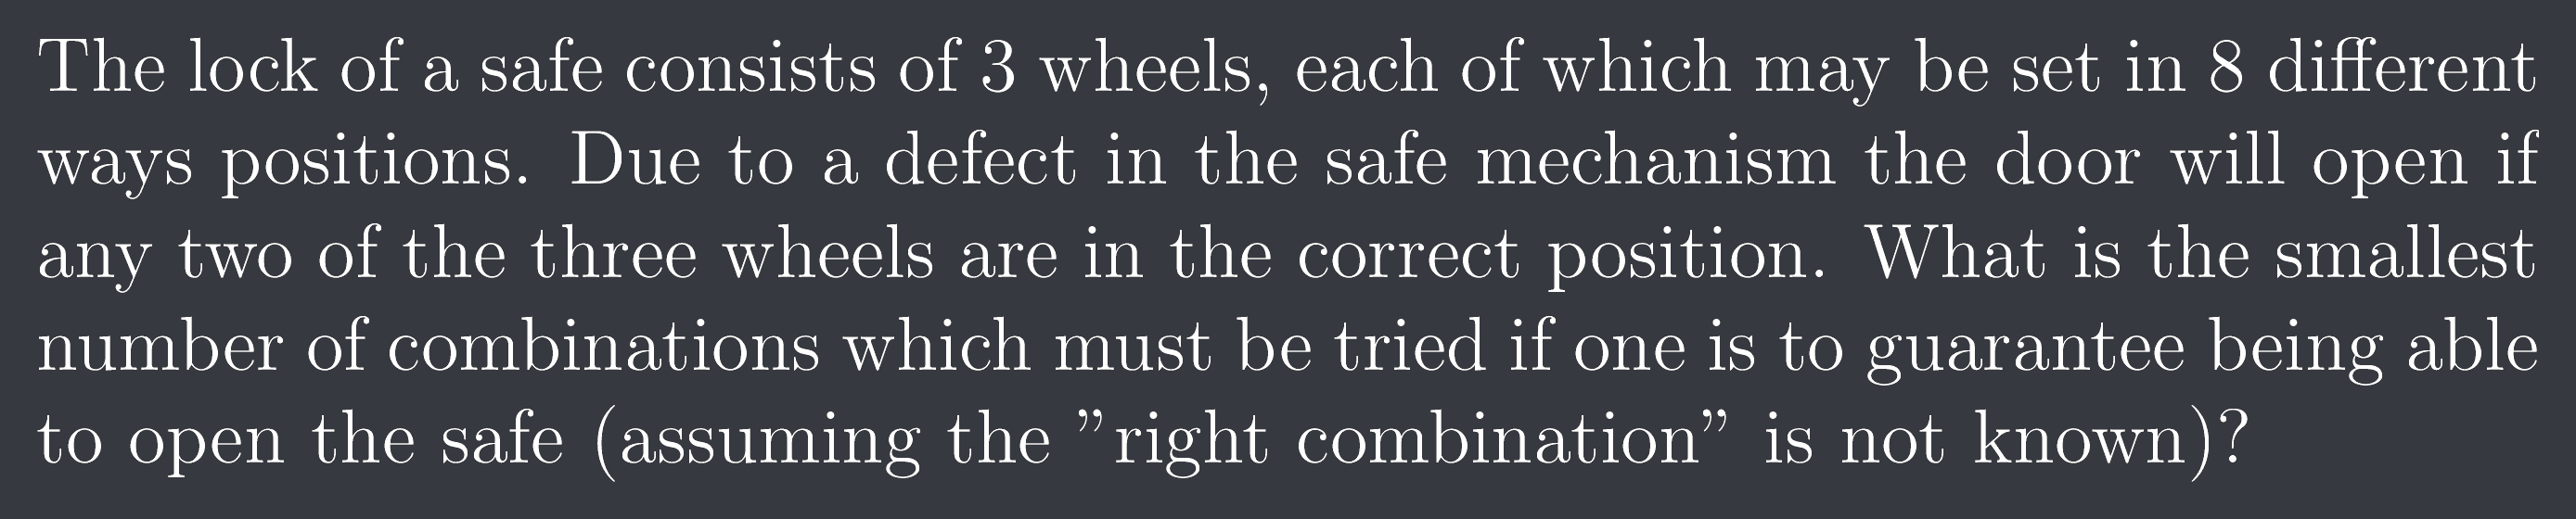 The lock of a safe consists of 3 wheels, each of which may be set in 8 different
ways positions. Due to a defect in the safe mechanism the door will open if
any two of the three wheels are in the correct position. What is the smallest
number of combinations which must be tried if one is to guarantee being able
to open the safe (assuming the ”right combination” is not known)?